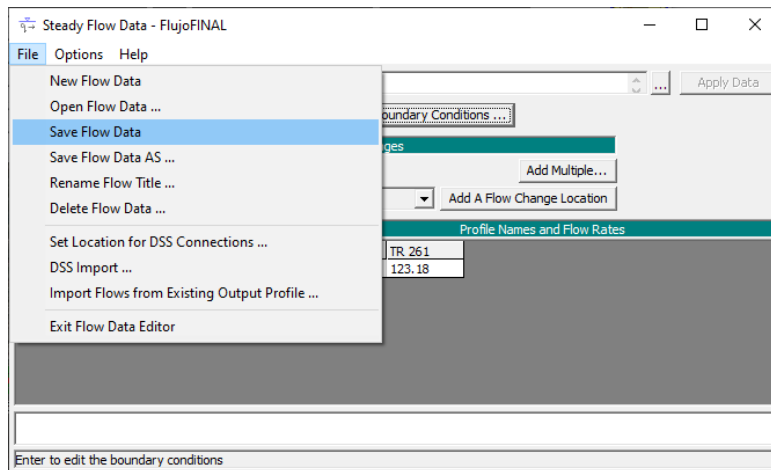 Steady Flow Data - FlujoFINAL
File Options Help
New Flow Data
Open Flow Data ...
Save Flow Data
Save Flow Data AS ...
Rename Flow Title ...
Delete Flow Data ...
Set Location for DSS Connections ...
DSS Import ...
Import Flows from Existing Output Profile ...
Exit Flow Data Editor
... Apply Data
oundary Conditions ...
ges
Add Multiple...
Add A Flow Change Location
Profile Names and Flow Rates
TR 261
123.18
Enter to edit the boundary conditions